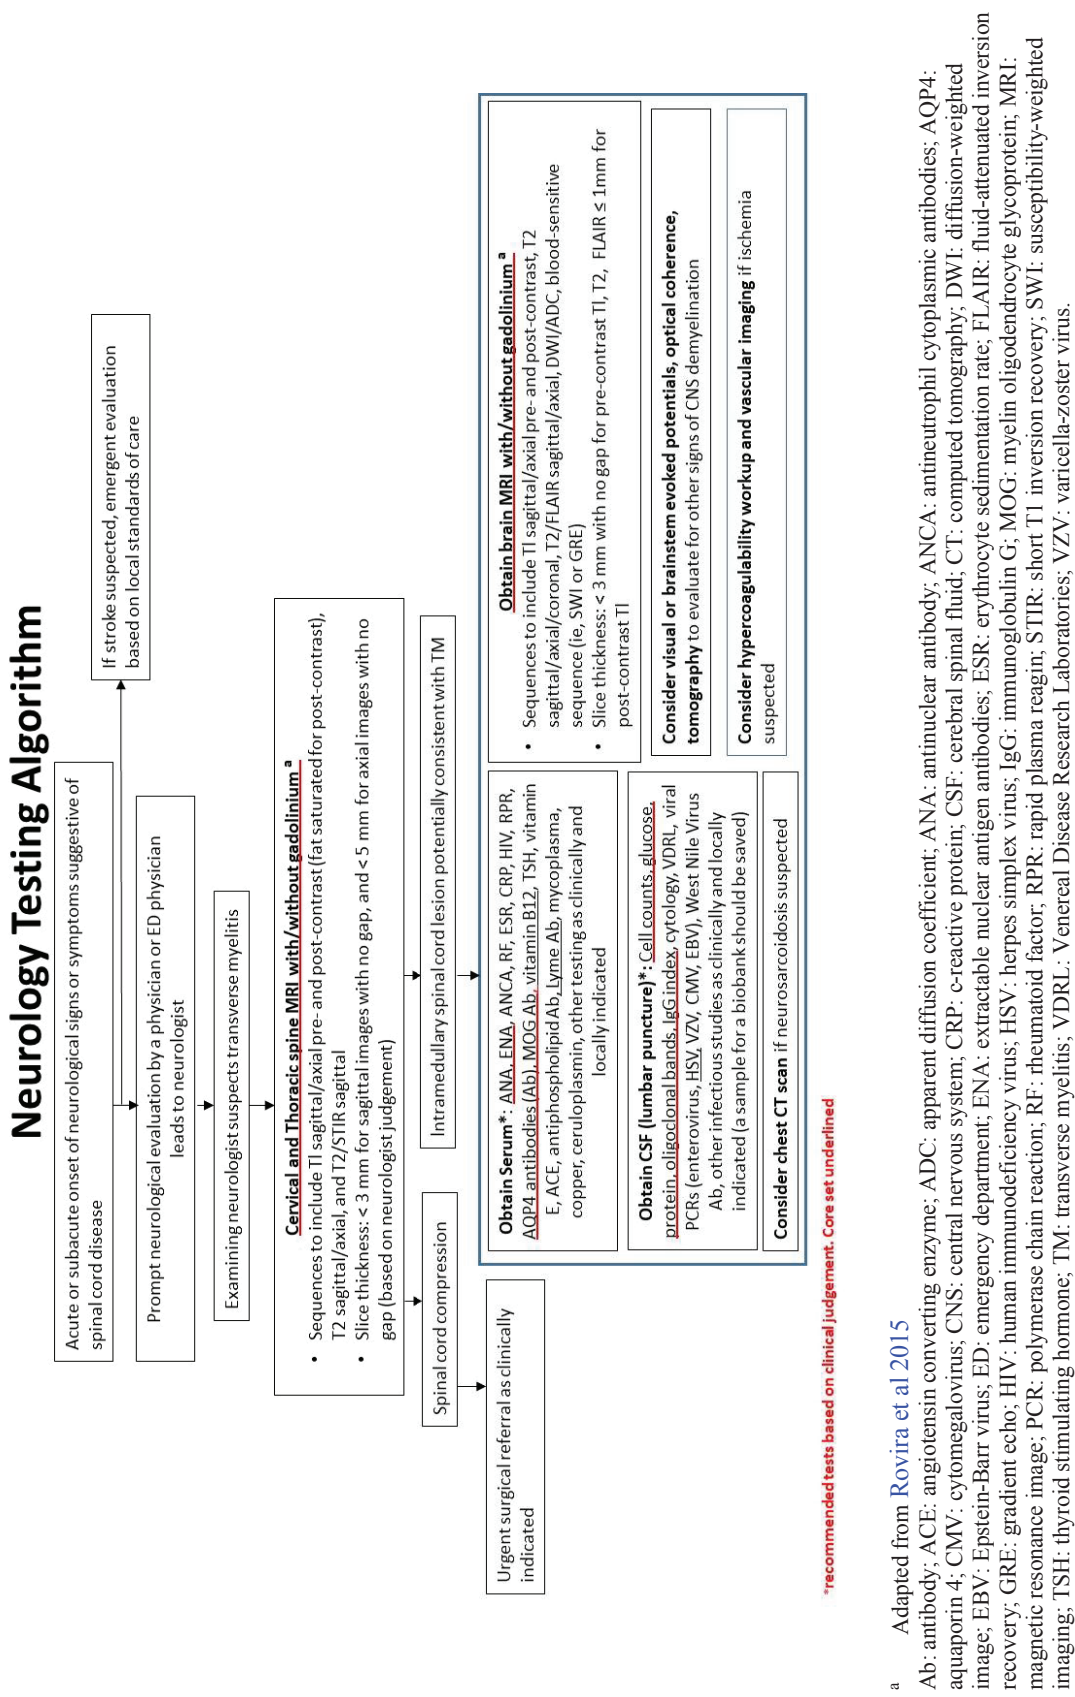 Neurology Testing Algorithm
Acute or subacute onset of neurological signs or symptoms suggestive of
spinal cord disease
If stroke suspected, emergent evaluation
based on local standards of care
Prompt neurological evaluation by a physician or ED physician
leads to neurologist
Examining neurologist suspects transverse myelitis
Cervical and Thoracic spine MRI with/without gadolinium a
• Sequences to include Tl sagittal/axial pre- and post-contrast (fat saturated for post-contrast),
T2 sagittal/axial, and T2/STIR sagittal
• Slice thickness: < 3 mm for sagittal images with no gap, and < 5 mm for axial images with no
gap (based on neurologist judgement)
Spinal cord compression
Intramedullary spinal cord lesion potentially consistent with TM
Urgent surgical referral as clinically
indicated
Obtain Serum*: ANA, ENA, ANCA, RF, ESR, CRP, HIV, RPR,
AQP4 antibodies (Ab), MOG Ab, vitamin B12, TSH, vitamin
E, ACE, antiphospholipid Ab, Lyme Ab, mycoplasma,
copper, ceruloplasmin, other testing as clinically and
locally indicated
Obtain CSF (lumbar puncture)*: Cell counts, glucose,
protein, oligoclonal bands, IgG index, cytology, VDRL, viral
PCRs (enterovirus, HSV, VZV, CMV, EBV), West Nile Virus
Ab, other infectious studies as clinically and locally
indicated (a sample for a biobank should be saved)
Consider chest CT scan if neurosarcoidosis suspected
Obtain brain MRI with/without gadolinium a
• Sequences to include Tl sagittal/axial pre- and post-contrast, T2
sagittal/axial/coronal, T2/FLAIR sagittal/axial, DWI/ADC, blood-sensitive
sequence (ie, SWI or GRE)
• Slice thickness: < 3 mm with no gap for pre-contrast Tl, T2, FLAIR ≤ 1mm for
post-contrast Tl
Consider visual or brainstem evoked potentials, optical coherence,
tomography to evaluate for other signs of CNS demyelination
Consider hypercoagulability workup and vascular imaging if ischemia
suspected
*recommended tests based on clinical judgement. Core set underlined
a Adapted from Rovira et al 2015
Ab: antibody; ACE: angiotensin converting enzyme; ADC: apparent diffusion coefficient; ANA: antinuclear antibody; ANCA: antineutrophil cytoplasmic antibodies; AQP4:
aquaporin 4; CMV: cytomegalovirus; CNS: central nervous system; CRP: c-reactive protein; CSF: cerebral spinal fluid; CT: computed tomography; DWI: diffusion-weighted
image; EBV: Epstein-Barr virus; ED: emergency department; ENA: extractable nuclear antigen antibodies; ESR: erythrocyte sedimentation rate; FLAIR: fluid-attenuated inversion
recovery; GRE: gradient echo; HIV: human immunodeficiency virus; HSV: herpes simplex virus; IgG: immunoglobulin G; MOG: myelin oligodendrocyte glycoprotein; MRI:
magnetic resonance image; PCR: polymerase chain reaction; RF: rheumatoid factor; RPR: rapid plasma reagin; STIR: short T1 inversion recovery; SWI: susceptibility-weighted
imaging; TSH: thyroid stimulating hormone; TM: transverse myelitis; VDRL: Venereal Disease Research Laboratories; VZV: varicella-zoster virus.